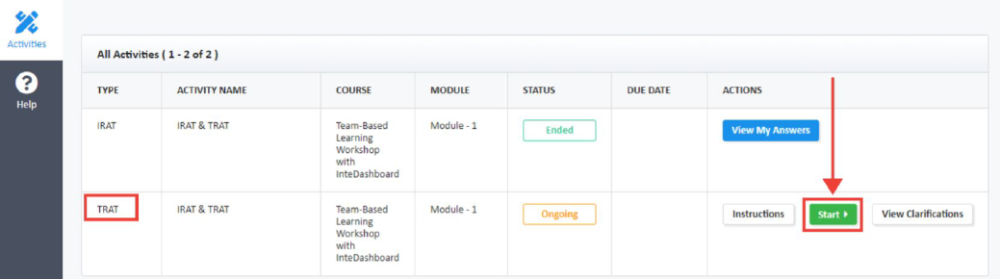 Activities
Help
All Activities ( 1 - 2 of 2 )
TYPE ACTIVITY NAME COURSE MODULE STATUS DUE DATE ACTIONS
IRAT IRAT & TRAT Team-Based Module - 1 Ended View My Answers
Learning
Workshop
with
InteDashboard
TRAT IRAT & TRAT Team-Based Module - 1 Ongoing Instructions Start View Clarifications
Learning
Workshop
with
InteDashboard